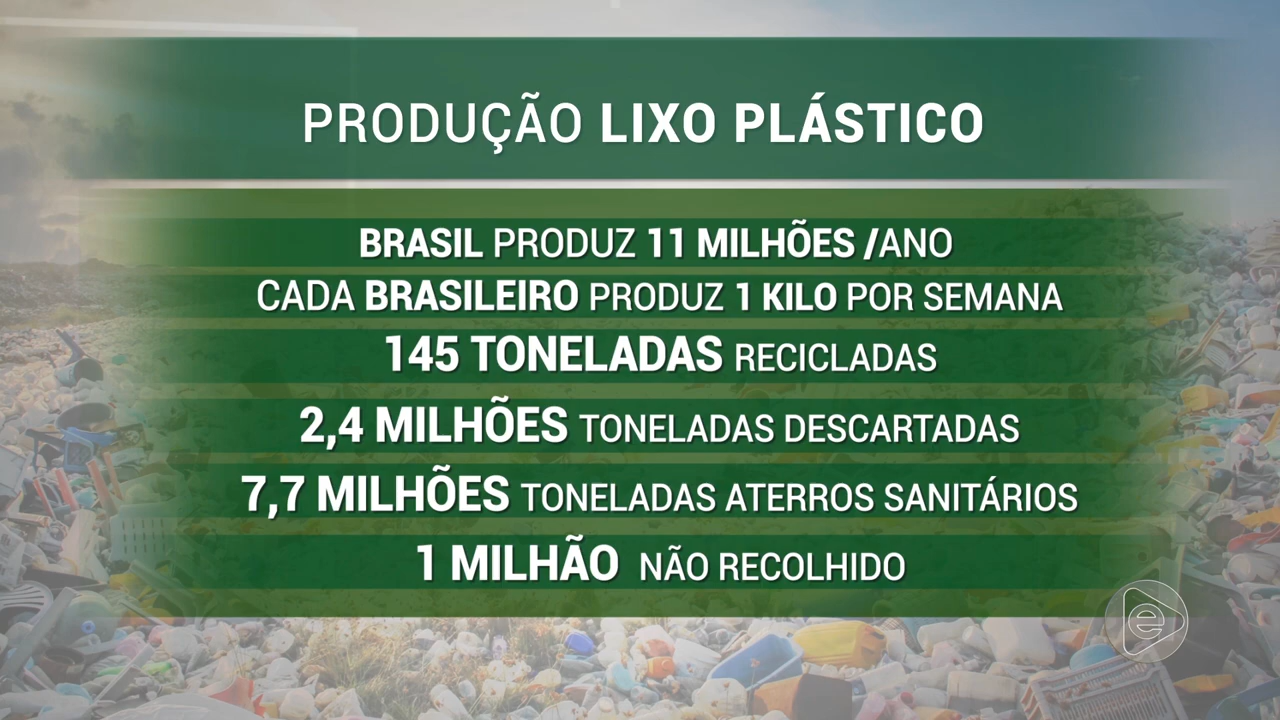 PRODUÇÃO LIXO PLÁSTICO
BRASIL PRODUZ 11 MILHÕES /ANO
CADA BRASILEIRO PRODUZ 1 KILO POR SEMANA
145 TONELADAS RECICLADAS
2,4 MILHÕES TONELADAS DESCARTADAS
7,7 MILHÕES TONELADAS ATERROS SANITÁRIOS
1 MILHÃO NÃO RECOLHIDO
e